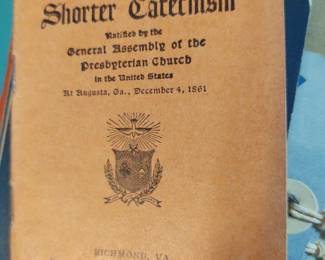 Shorter Catechism
Ratified by the
General Assembly of the
Presbyterian Church
in the United States
At Augusta, Ga., December 4, 1861
RICHMOND, VA.